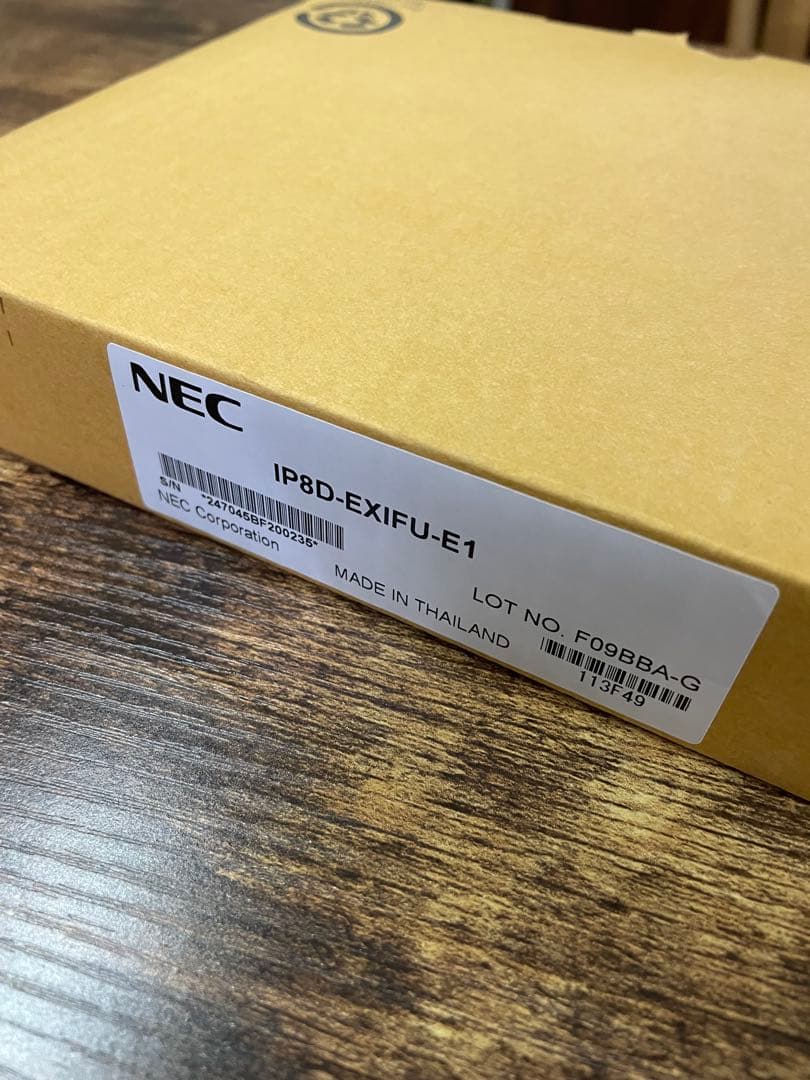 NEC
IP8D-EXIFU-E1
S/N *247045BF200235*
NEC Corporation
MADE IN THAILAND
LOT NO. F09BBA-G
113F49